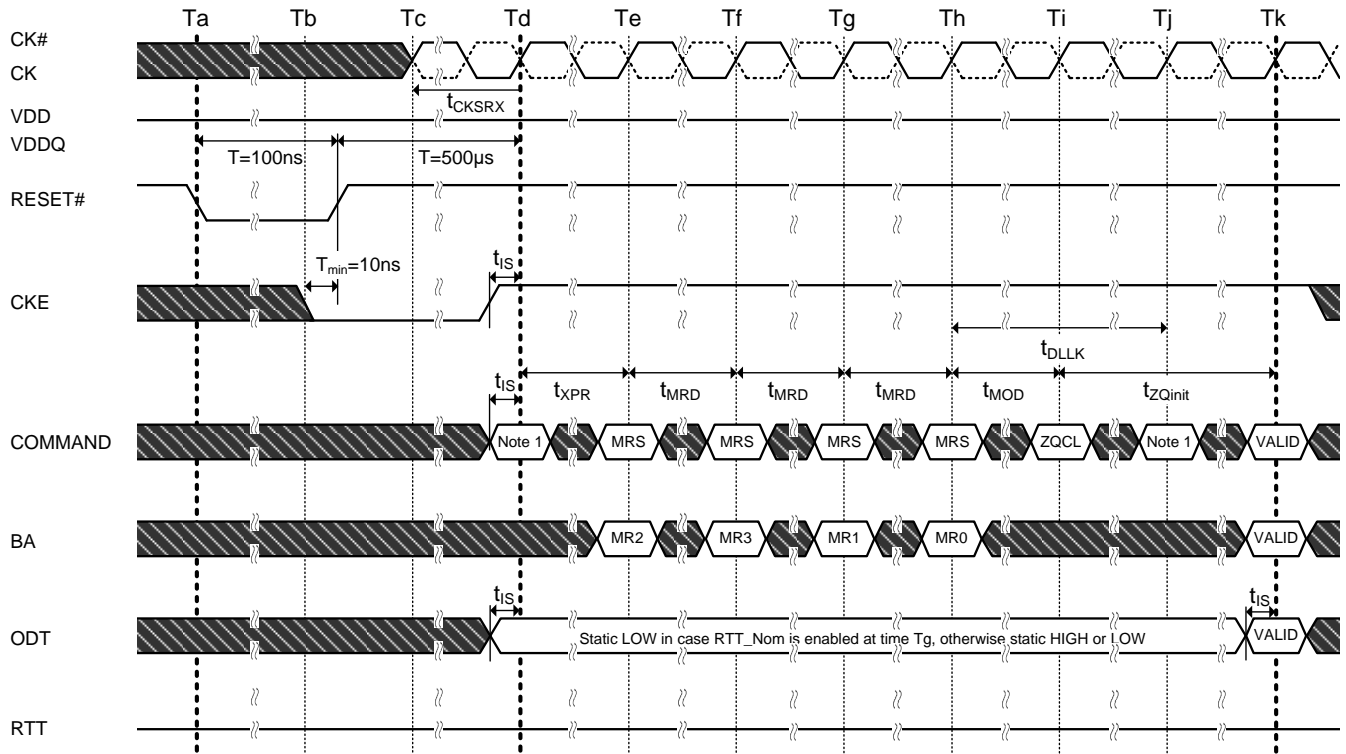 Ta Tb Tc Td Te Tf Tg Th Ti Tj Tk
CK#
CK
tCKSRX
VDD
VDDQ
T=100ns T=500µs
RESET#
Tmin=10ns tIS
CKE
tDLLK
tIS tXPR tMRD tMRD tMRD tMOD tZQinit
COMMAND Note 1 MRS MRS MRS MRS ZQCL Note 1 VALID
BA MR2 MR3 MR1 MR0 VALID
tIS tIS
ODT Static LOW in case RTT_Nom is enabled at time Tg, otherwise static HIGH or LOW VALID
RTT